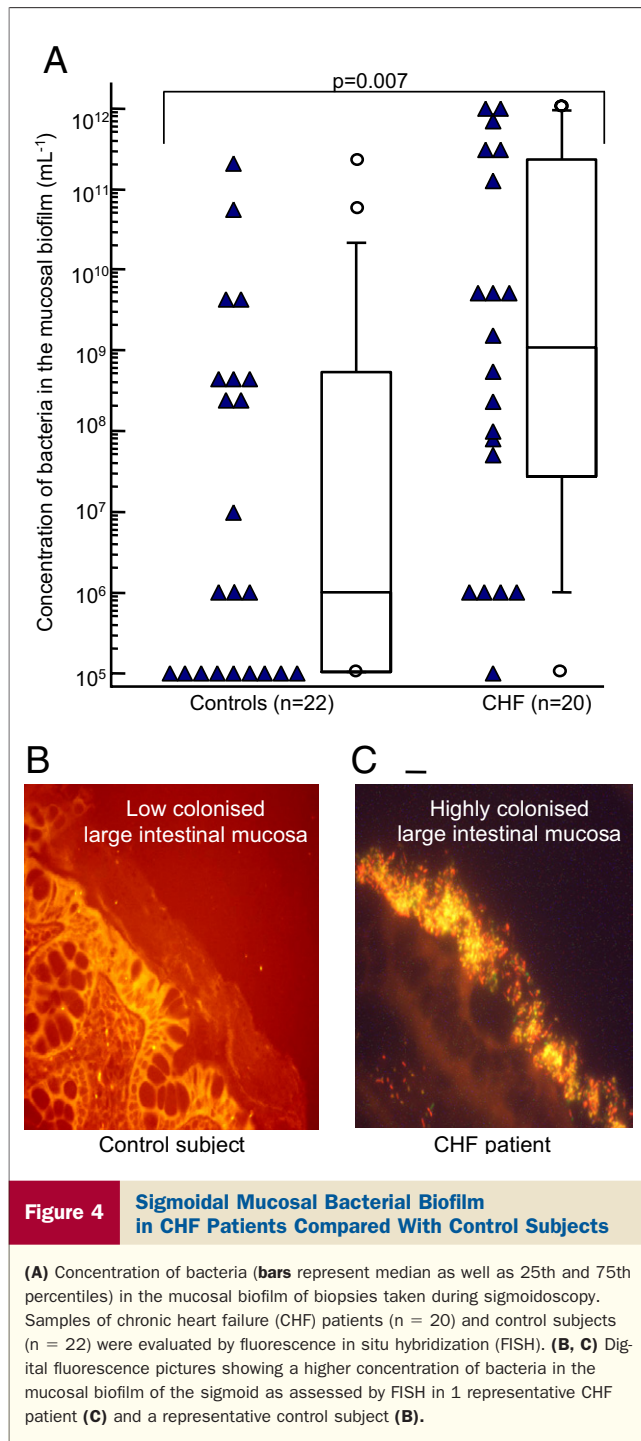 A
p=0.007
Concentration of bacteria in the mucosal biofilm (mL⁻¹)
10¹²
10¹¹
10¹⁰
10⁹
10⁸
10⁷
10⁶
10⁵
Controls (n=22)
CHF (n=20)
B
Low colonised
large intestinal mucosa
Control subject
C
Highly colonised
large intestinal mucosa
CHF patient
Figure 4
Sigmoidal Mucosal Bacterial Biofilm
in CHF Patients Compared With Control Subjects
(A) Concentration of bacteria (bars represent median as well as 25th and 75th
percentiles) in the mucosal biofilm of biopsies taken during sigmoidoscopy.
Samples of chronic heart failure (CHF) patients (n = 20) and control subjects
(n = 22) were evaluated by fluorescence in situ hybridization (FISH). (B, C) Dig-
ital fluorescence pictures showing a higher concentration of bacteria in the
mucosal biofilm of the sigmoid as assessed by FISH in 1 representative CHF
patient (C) and a representative control subject (B).